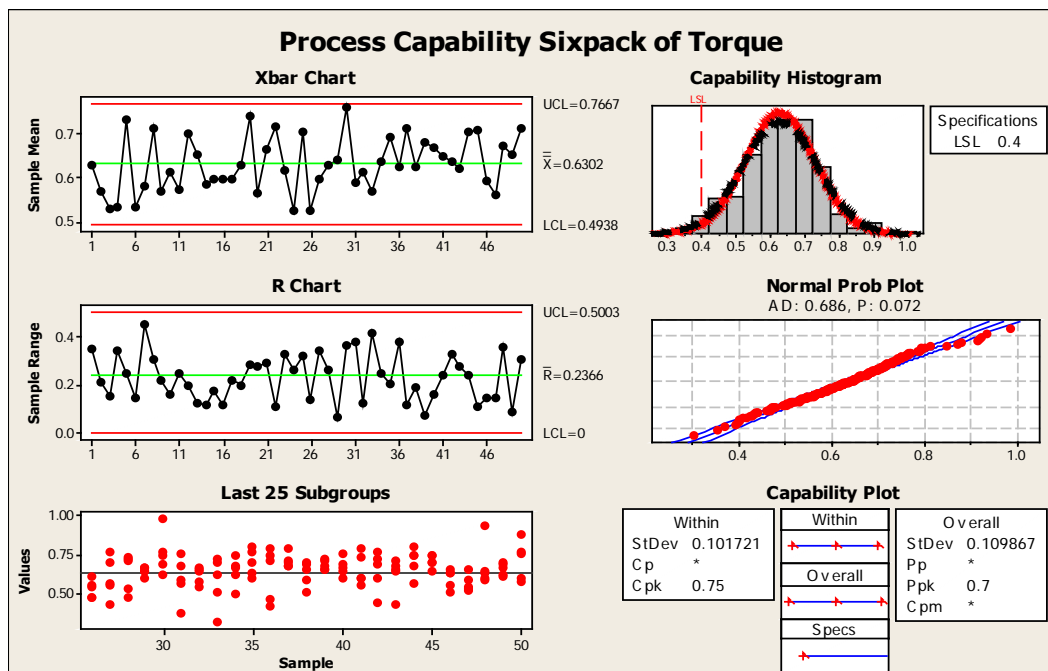 Process Capability Sixpack of Torque
Xbar Chart
Sample Mean
0.7
0.6
0.5
1 6 11 16 21 26 31 36 41 46
UCL=0.7667
X=0.6302
LCL=0.4938
Capability Histogram
LSL
0.3 0.4 0.5 0.6 0.7 0.8 0.9 1.0
Specifications
LSL 0.4
R Chart
Sample Range
0.4
0.2
0.0
1 6 11 16 21 26 31 36 41 46
UCL=0.5003
R=0.2366
LCL=0
Normal Prob Plot
AD: 0.686, P: 0.072
0.4 0.6 0.8 1.0
Last 25 Subgroups
Values
1.00
0.75
0.50
30 35 40 45 50
Sample
Capability Plot
Within
StDev 0.101721
Cp *
Cpk 0.75
Within
Overall
Specs
Overall
StDev 0.109867
Pp *
Ppk 0.7
Cpm *